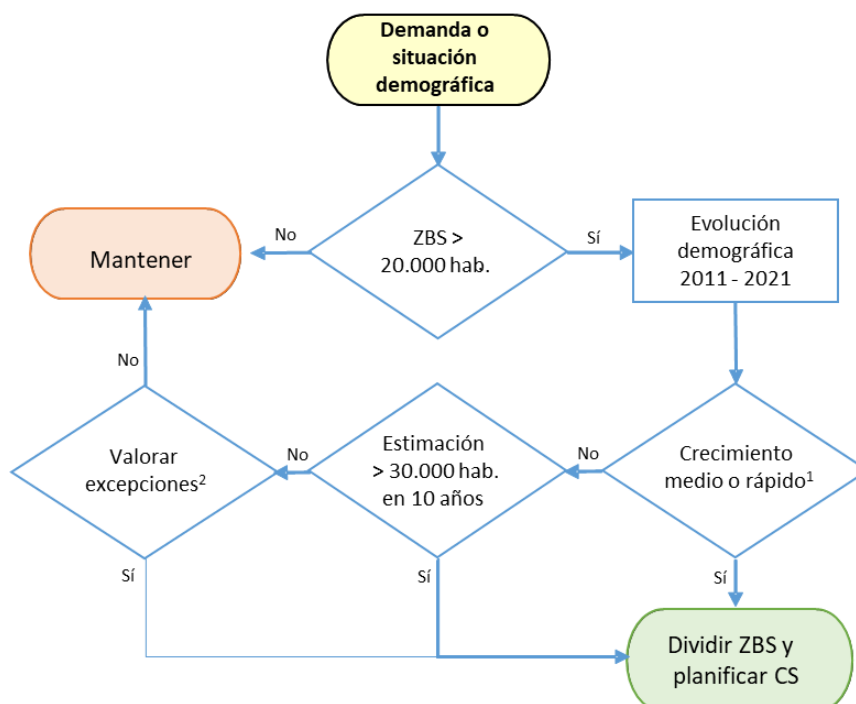 Demanda o
situación
demográfica
No
ZBS >
20.000 hab.
Sí
Evolución
demográfica
2011 - 2021
Mantener
No
Valorar
excepciones²
No
Estimación
> 30.000 hab.
en 10 años
No
Crecimiento
medio o rápido¹
Sí
Sí
Sí
Dividir ZBS y
planificar CS